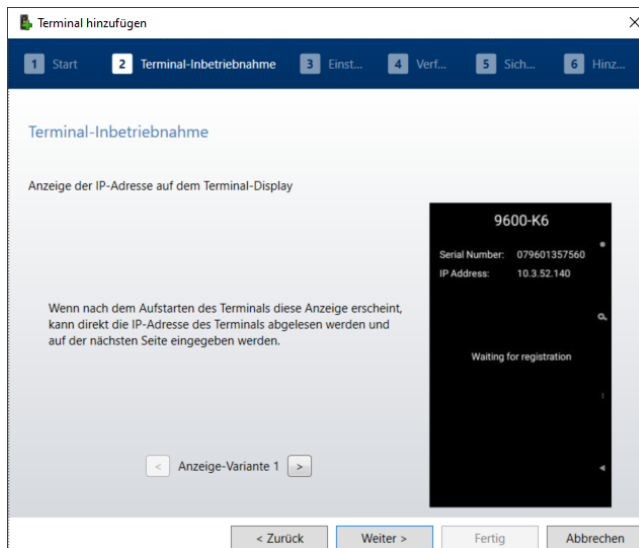 Terminal hinzufügen
1 Start 2 Terminal-Inbetriebnahme 3 Einst... 4 Verf... 5 Sich... 6 Hinz...
Terminal-Inbetriebnahme
Anzeige der IP-Adresse auf dem Terminal-Display
9600-K6
Serial Number: 079601357560
IP Address: 10.3.52.140
Wenn nach dem Aufstarten des Terminals diese Anzeige erscheint,
kann direkt die IP-Adresse des Terminals abgelesen werden und
auf der nächsten Seite eingegeben werden.
Waiting for registration
< Anzeige-Variante 1 >
< Zurück Weiter > Fertig Abbrechen